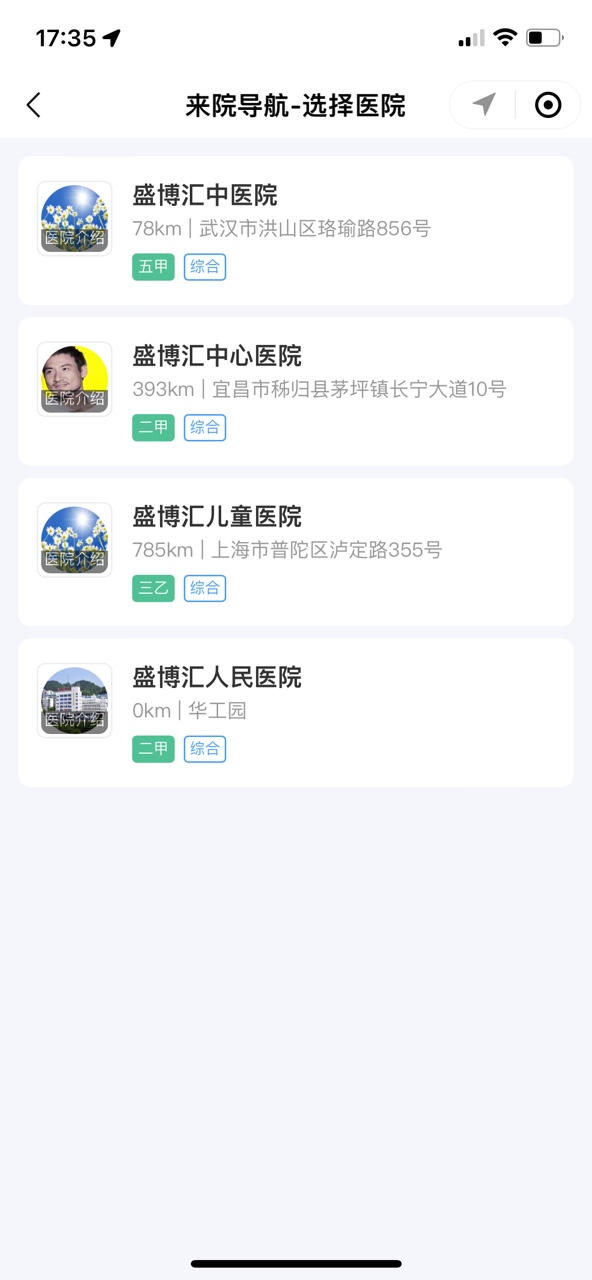 17:35
来院导航-选择医院
盛博汇中医院
医院介绍
78km | 武汉市洪山区珞瑜路856号
五甲 综合
盛博汇中心医院
医院介绍
393km | 宜昌市秭归县茅坪镇长宁大道10号
二甲 综合
盛博汇儿童医院
医院介绍
785km | 上海市普陀区泸定路355号
三乙 综合
盛博汇人民医院
医院介绍
0km | 华工园
二甲 综合